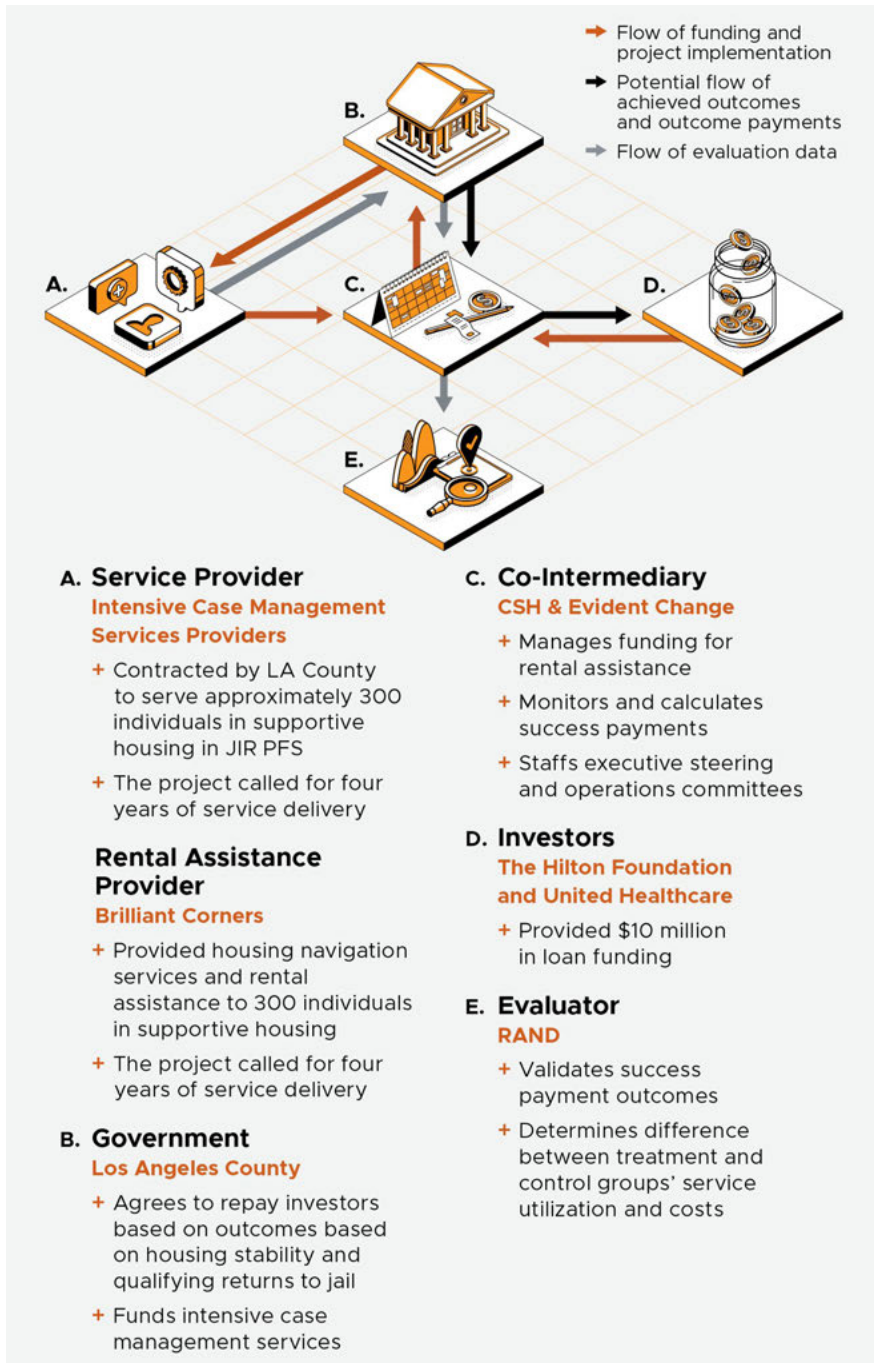 Flow of funding and
project implementation
Potential flow of
achieved outcomes
and outcome payments
Flow of evaluation data
B.
A.
C.
D.
E.
A. Service Provider
Intensive Case Management
Services Providers
+ Contracted by LA County
to serve approximately 300
individuals in supportive
housing in JIR PFS
+ The project called for four
years of service delivery
Rental Assistance
Provider
Brilliant Corners
+ Provided housing navigation
services and rental
assistance to 300 individuals
in supportive housing
+ The project called for four
years of service delivery
B. Government
Los Angeles County
+ Agrees to repay investors
based on outcomes based
on housing stability and
qualifying returns to jail
+ Funds intensive case
management services
C. Co-Intermediary
CSH & Evident Change
+ Manages funding for
rental assistance
+ Monitors and calculates
success payments
+ Staffs executive steering
and operations committees
D. Investors
The Hilton Foundation
and United Healthcare
+ Provided $10 million
in loan funding
E. Evaluator
RAND
+ Validates success
payment outcomes
+ Determines difference
between treatment and
control groups’ service
utilization and costs